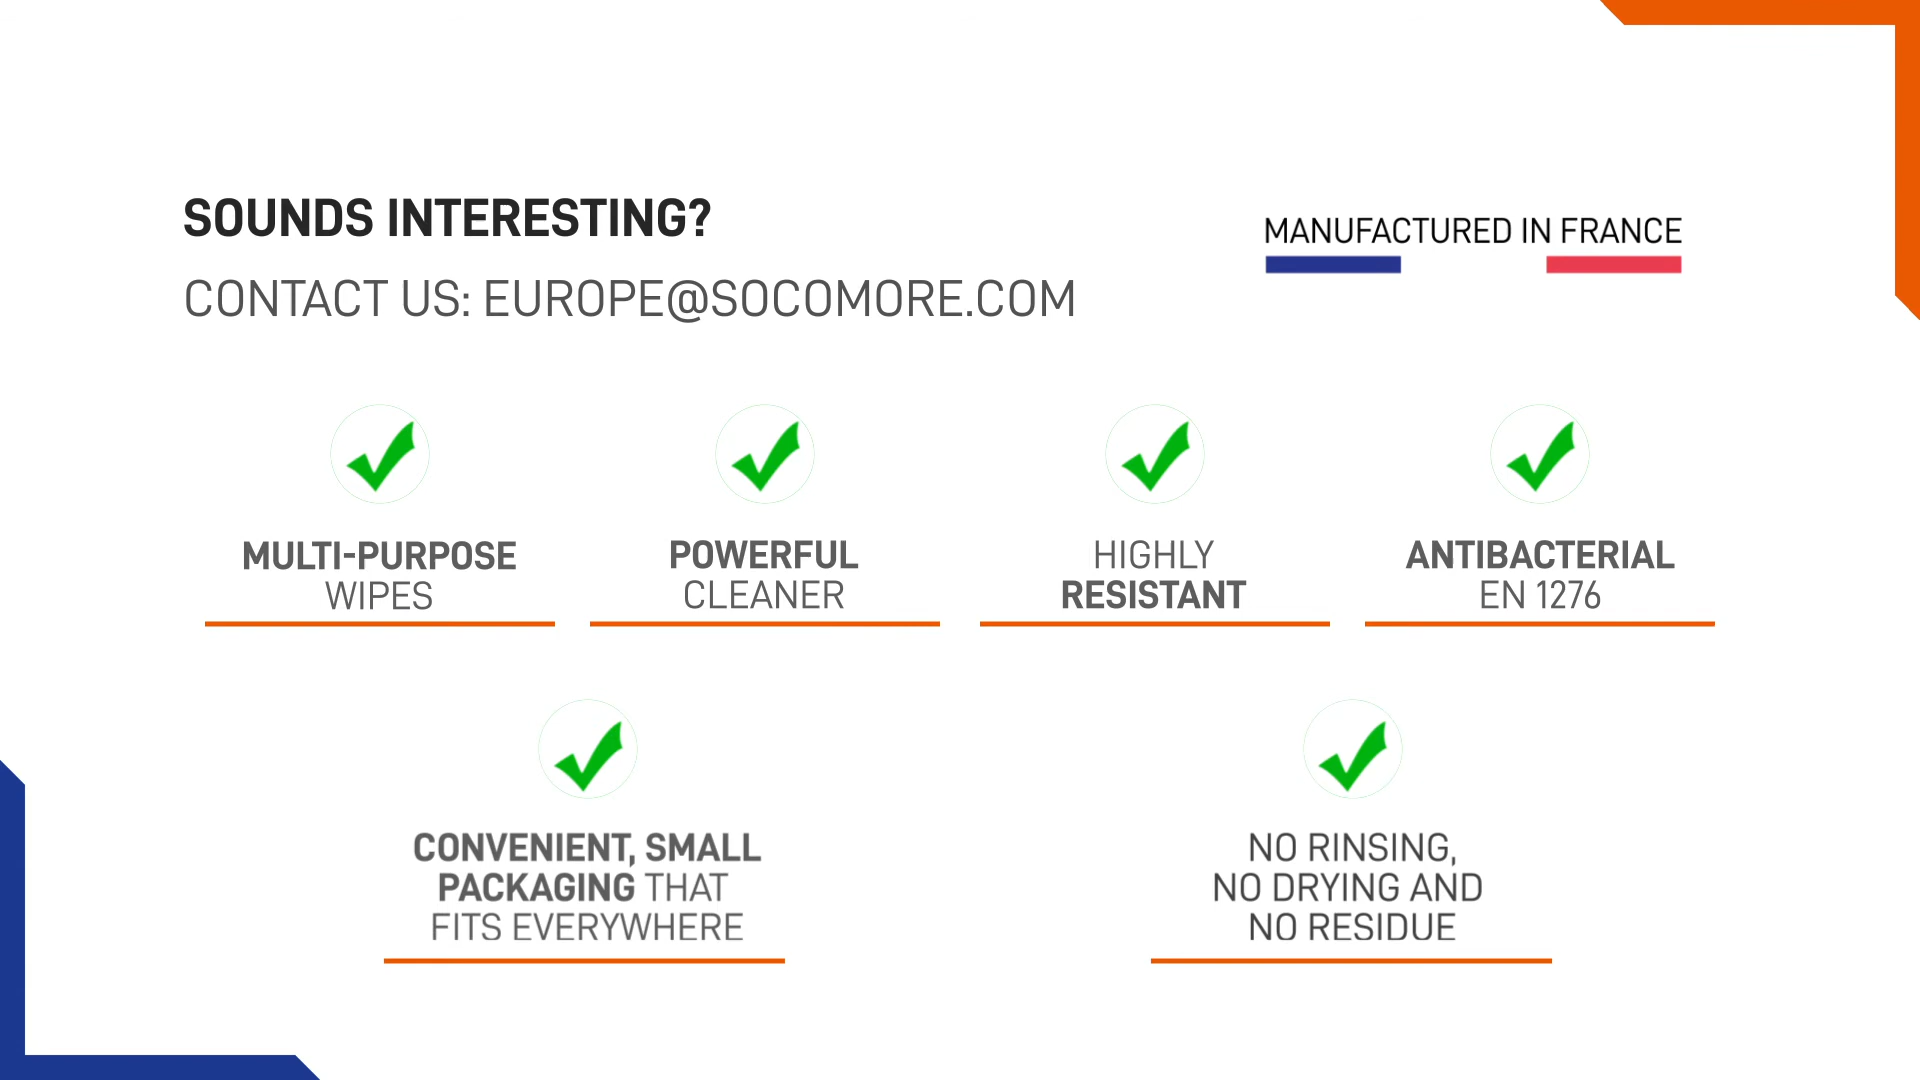 SOUNDS INTERESTING?
MANUFACTURED IN FRANCE
CONTACT US: EUROPE@SOCOMORE.COM
MULTI-PURPOSE
WIPES
POWERFUL
CLEANER
HIGHLY
RESISTANT
ANTIBACTERIAL
EN 1276
CONVENIENT, SMALL
PACKAGING THAT
FITS EVERYWHERE
NO RINSING,
NO DRYING AND
NO RESIDUE